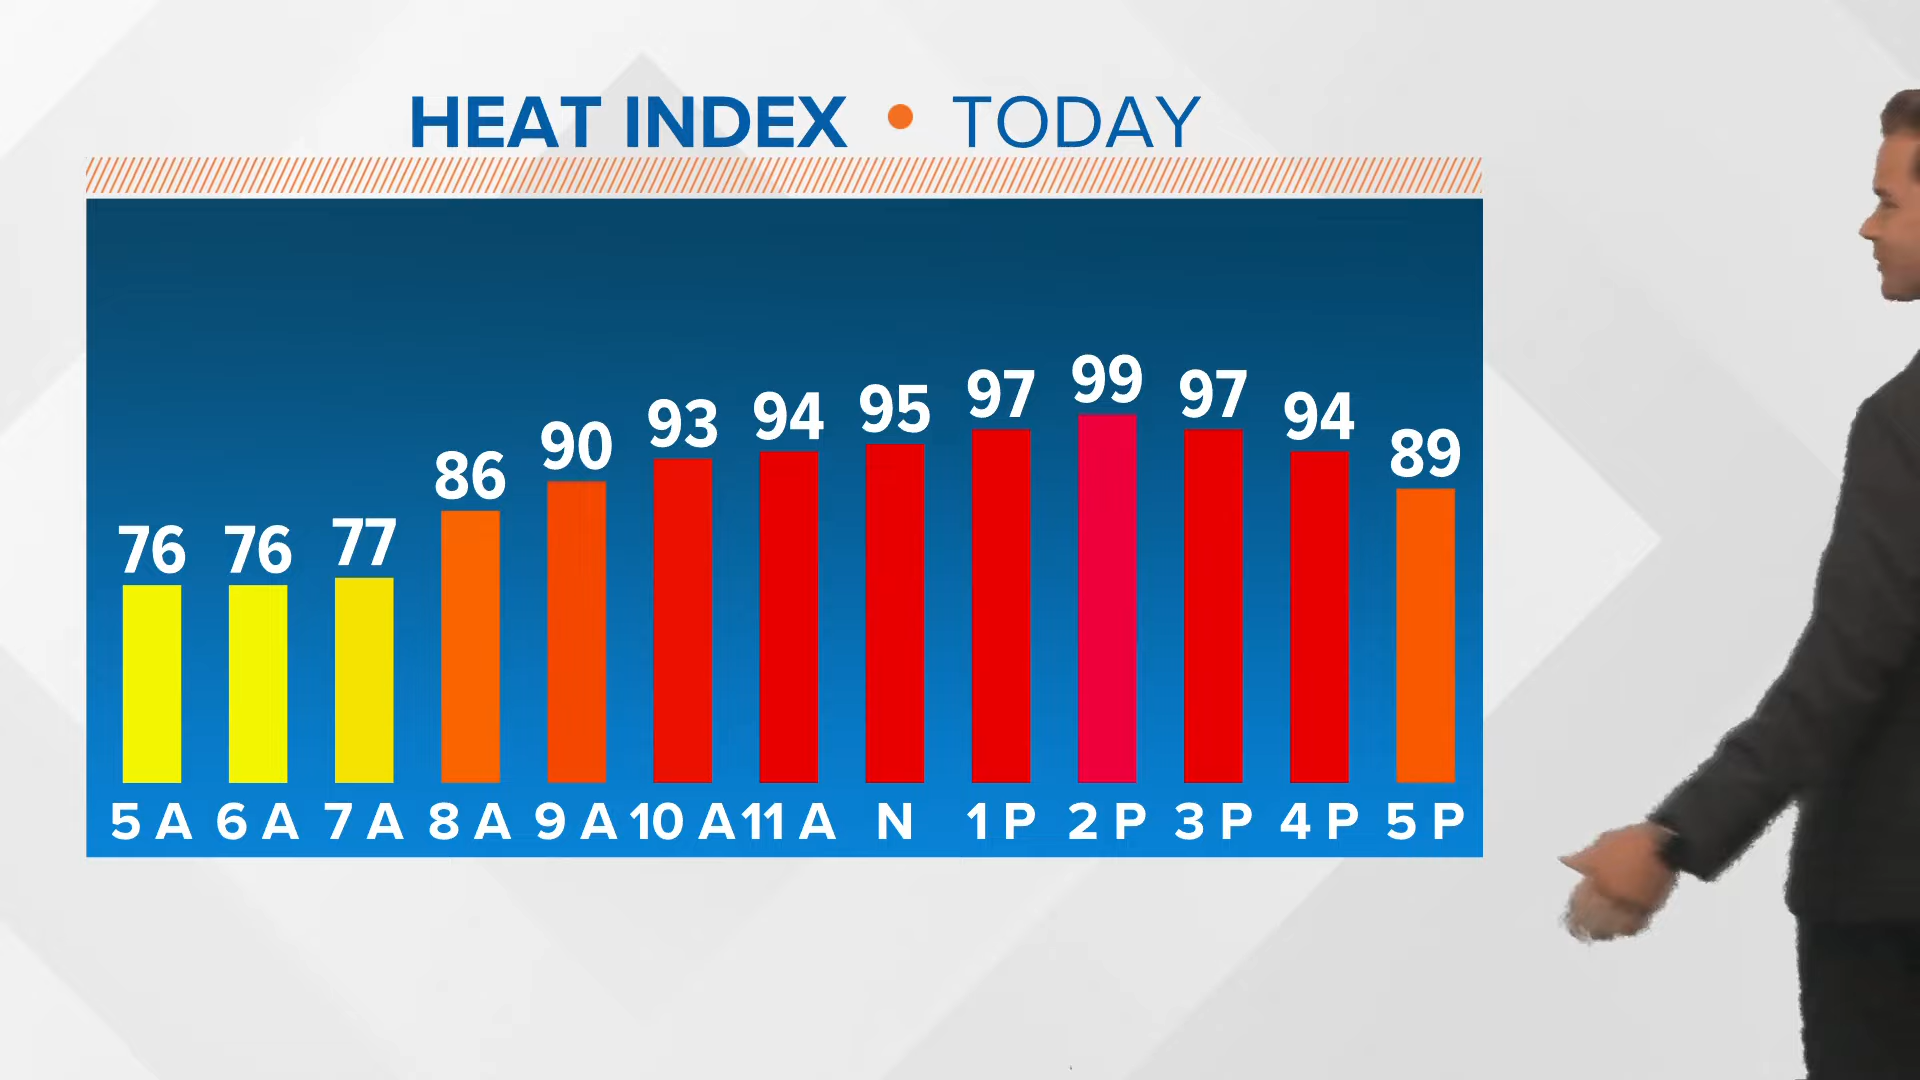 HEAT INDEX • TODAY
76 76 77 86 90 93 94 95 97 99 97 94 89
5 A 6 A 7 A 8 A 9 A 10 A 11 A N 1 P 2 P 3 P 4 P 5 P